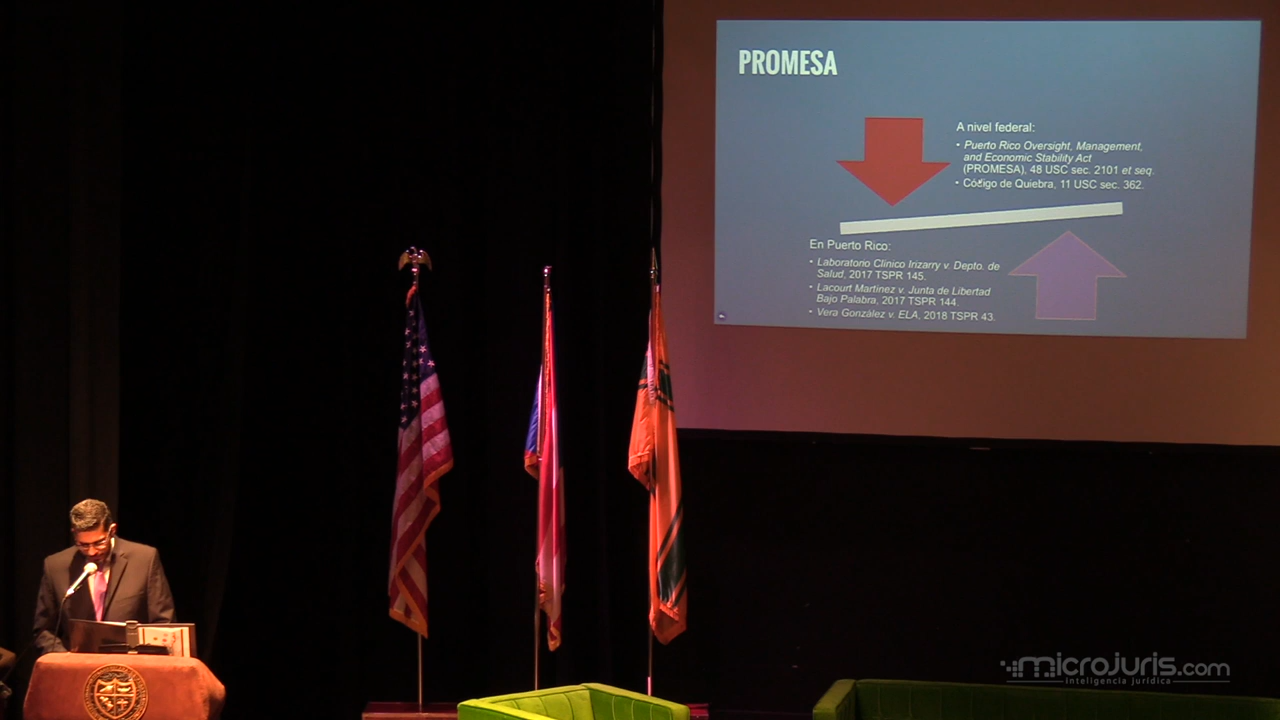 PROMESA
A nivel federal:
• Puerto Rico Oversight, Management,
and Economic Stability Act
(PROMESA), 48 USC sec. 2101 et seq.
• Código de Quiebra, 11 USC sec. 362.
En Puerto Rico:
• Laboratorio Clínico Irizarry v. Depto. de
Salud, 2017 TSPR 145.
• Lacourt Martínez v. Junta de Libertad
Bajo Palabra, 2017 TSPR 144.
• Vera González v. ELA, 2018 TSPR 43.
microjuris.com
inteligencia jurídica